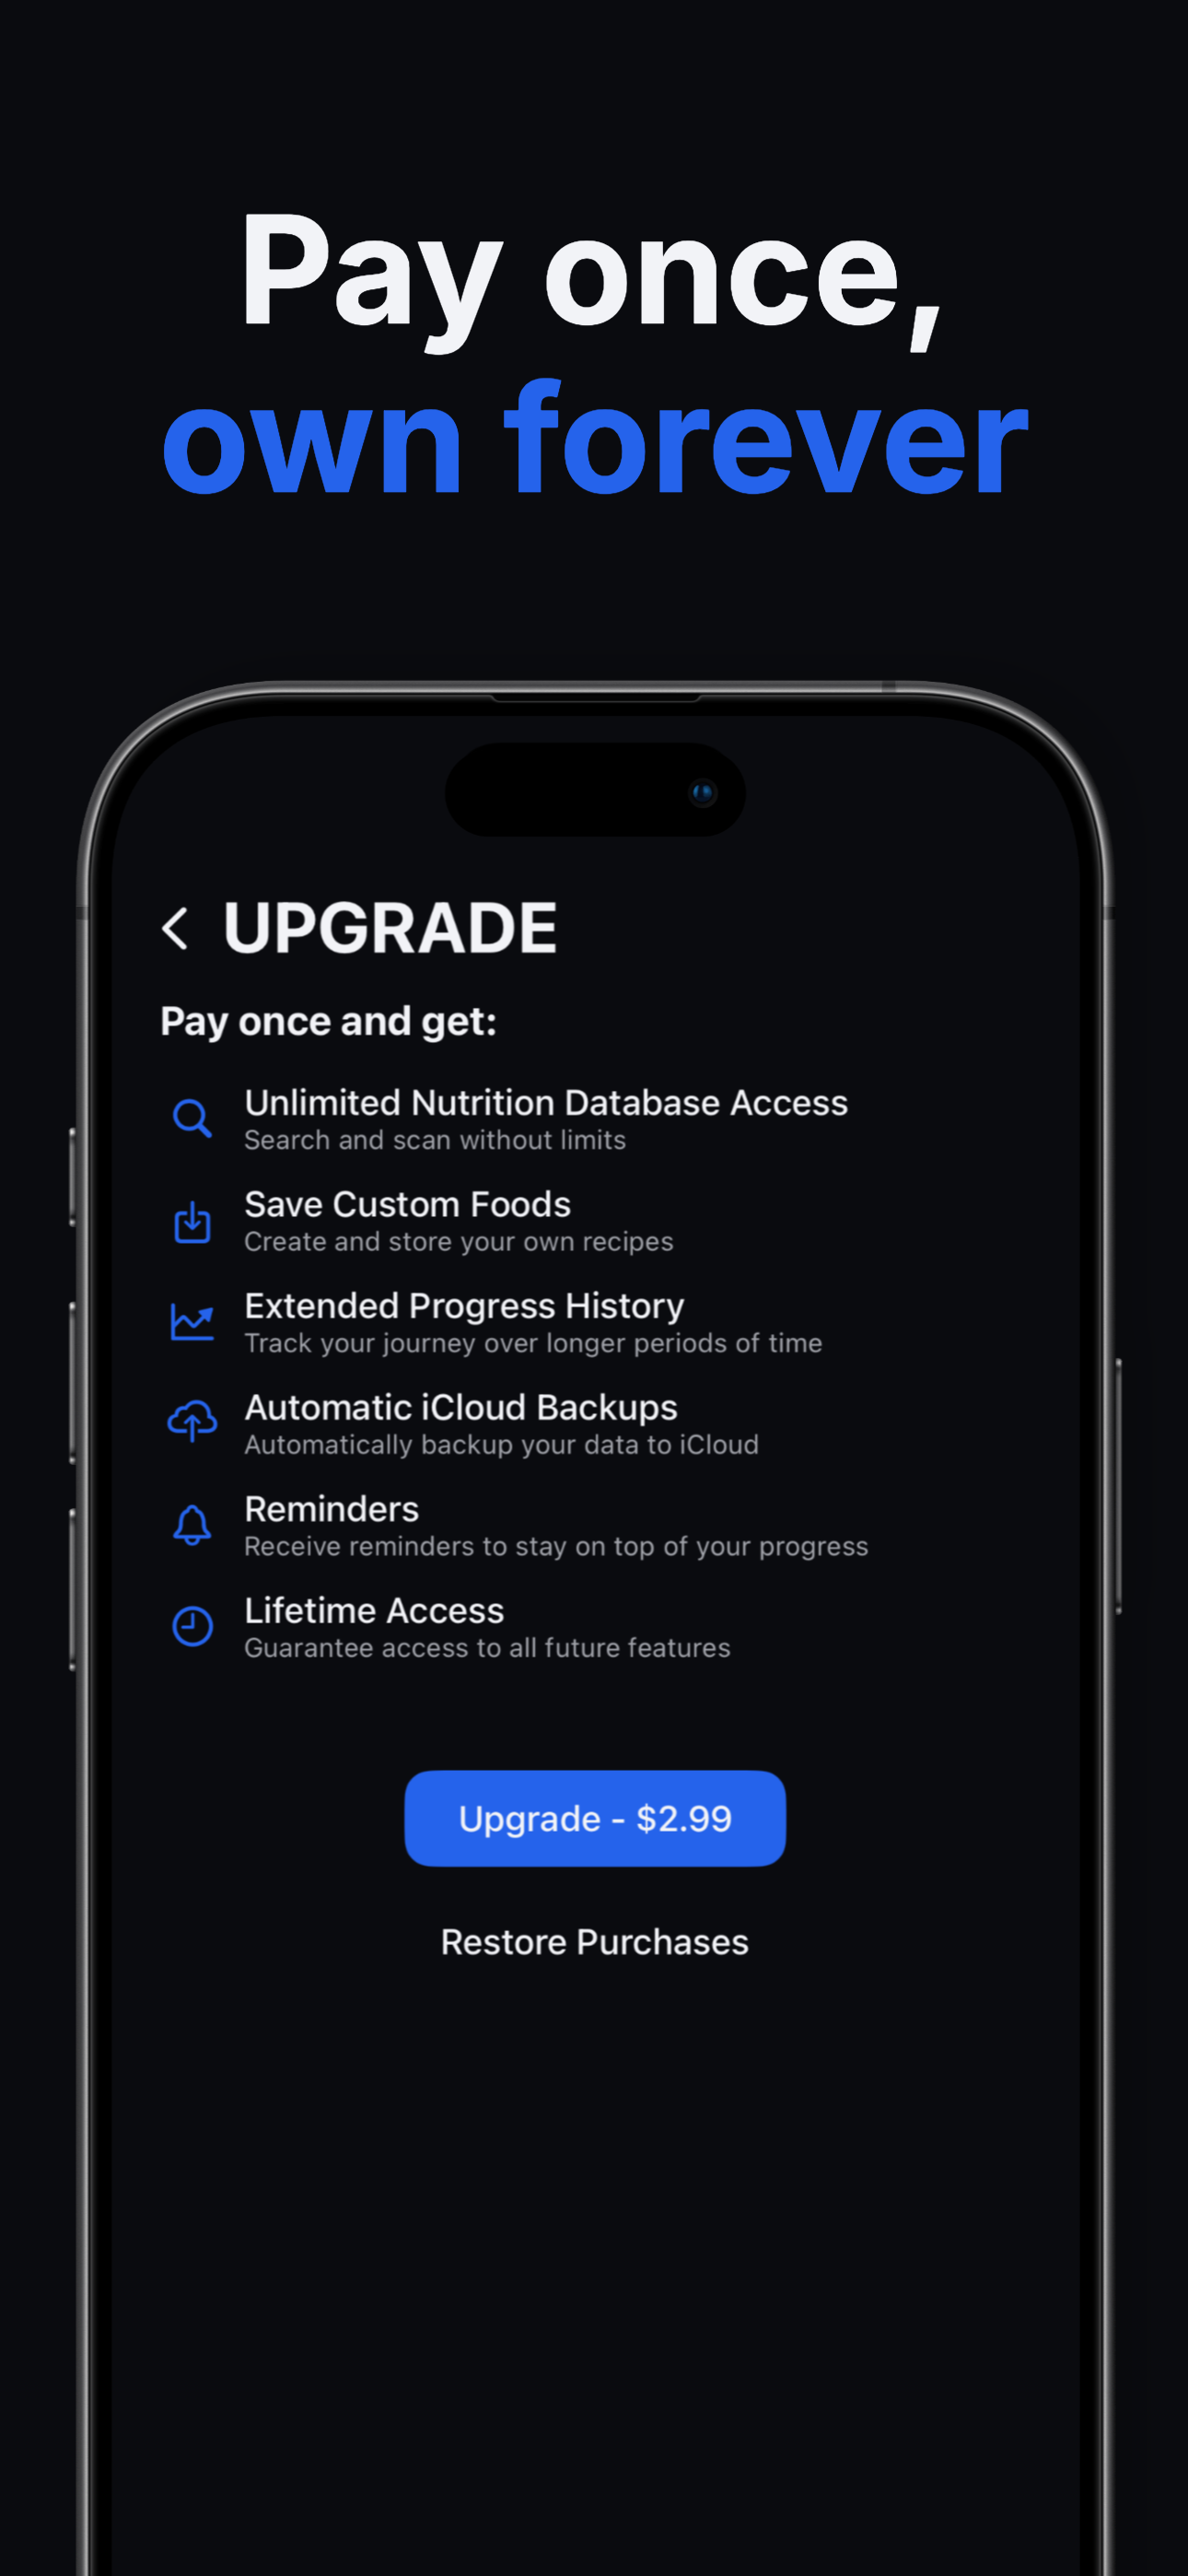 Pay once,
own forever
UPGRADE
Pay once and get:
Unlimited Nutrition Database Access
Search and scan without limits
Save Custom Foods
Create and store your own recipes
Extended Progress History
Track your journey over longer periods of time
Automatic iCloud Backups
Automatically backup your data to iCloud
Reminders
Receive reminders to stay on top of your progress
Lifetime Access
Guarantee access to all future features
Upgrade - $2.99
Restore Purchases